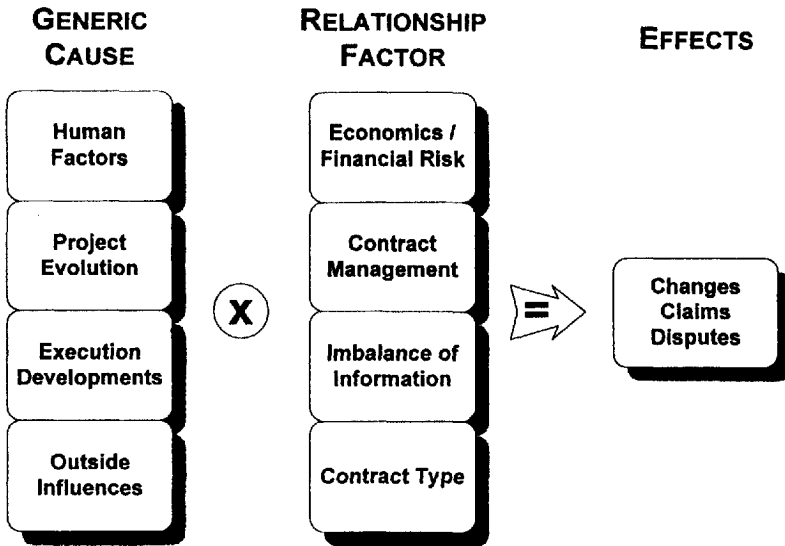 GENERIC
CAUSE
Human
Factors
Project
Evolution
Execution
Developments
Outside
Influences
X
RELATIONSHIP
FACTOR
Economics /
Financial Risk
Contract
Management
Imbalance of
Information
Contract Type
=
EFFECTS
Changes
Claims
Disputes